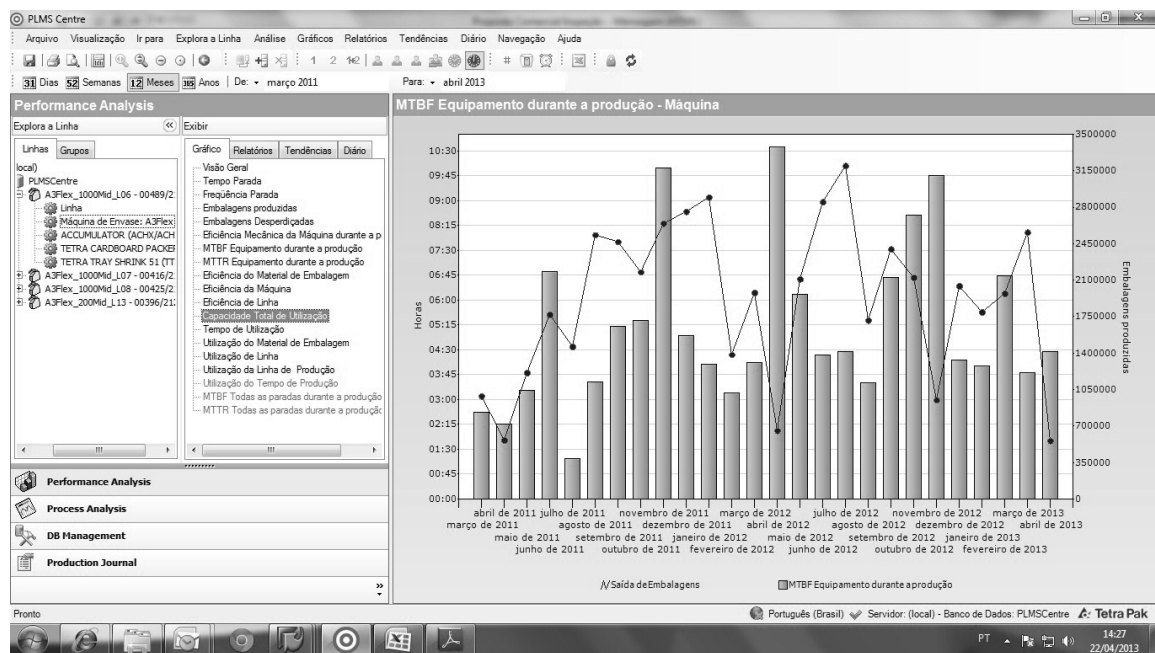 PLMS Centre
Arquivo Visualização Ir para Explora a Linha Análise Gráficos Relatórios Tendências Diário Navegação Ajuda
31 Dias 52 Semanas 12 Meses 365 Anos De: março 2011 Para: abril 2013
Performance Analysis
MTBF Equipamento durante a produção - Máquina
Explora a Linha
Exibir
Linhas Grupos
Gráfico Relatórios Tendências Diário
local)
PLMSCentre
A3Flex_1000Mid_L06 - 00489/2
Linha
Máquina de Envase: A3Flex
ACCUMULATOR (ACHX/ACH
TETRA CARDBOARD PACKER
TETRA TRAY SHRINK 51 (TT
A3Flex_1000Mid_L07 - 00416/2
A3Flex_1000Mid_L08 - 00425/2
A3Flex_200Mid_L13 - 00396/21
Visão Geral
Tempo Parada
Freqüência Parada
Embalagens produzidas
Embalagens Desperdiçadas
Eficiência Mecânica da Máquina durante a p
MTBF Equipamento durante a produção
MTTR Equipamento durante a produção
Eficiência do Material de Embalagem
Eficiência da Máquina
Eficiência de Linha
Capacidade Total de Utilização
Tempo de Utilização
Utilização do Material de Embalagem
Utilização de Linha
Utilização da Linha de Produção
Utilização do Tempo de Produção
MTBF Todas as paradas durante a produção
MTTR Todas as paradas durante a produçã
Performance Analysis
Process Analysis
DB Management
Production Journal
Horas
10:30
09:45
09:00
08:15
07:30
06:45
06:00
05:15
04:30
03:45
03:00
02:15
01:30
00:45
00:00
3500000
3150000
2800000
2450000
2100000
1750000
1400000
1050000
700000
350000
0
Embalagens produzidas
abril de 2011 julho de 2011 novembro de 2011 março de 2012 julho de 2012 novembro de 2012 março de 2013
março de 2011 agosto de 2011 dezembro de 2011 abril de 2012 agosto de 2012 dezembro de 2012 abril de 2013
maio de 2011 setembro de 2011 janeiro de 2012 maio de 2012 setembro de 2012 janeiro de 2013
junho de 2011 outubro de 2011 fevereiro de 2012 junho de 2012 outubro de 2012 fevereiro de 2013
Saída de Embalagens
MTBF Equipamento durante a produção
Pronto
Português (Brasil) Servidor: (local) - Banco de Dados: PLMSCentre Tetra Pak
PT
14:27
22/04/2013